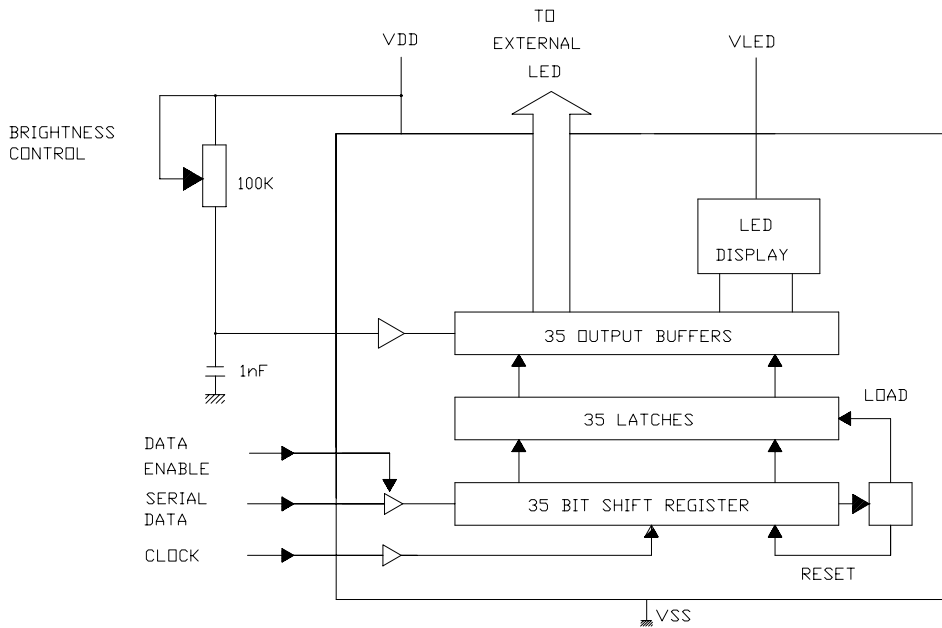 TO
EXTERNAL
LED
VDD
VLED
BRIGHTNESS
CONTROL
100K
LED
DISPLAY
35 OUTPUT BUFFERS
1nF
35 LATCHES
LOAD
DATA
ENABLE
SERIAL
DATA
35 BIT SHIFT REGISTER
CLOCK
RESET
VSS